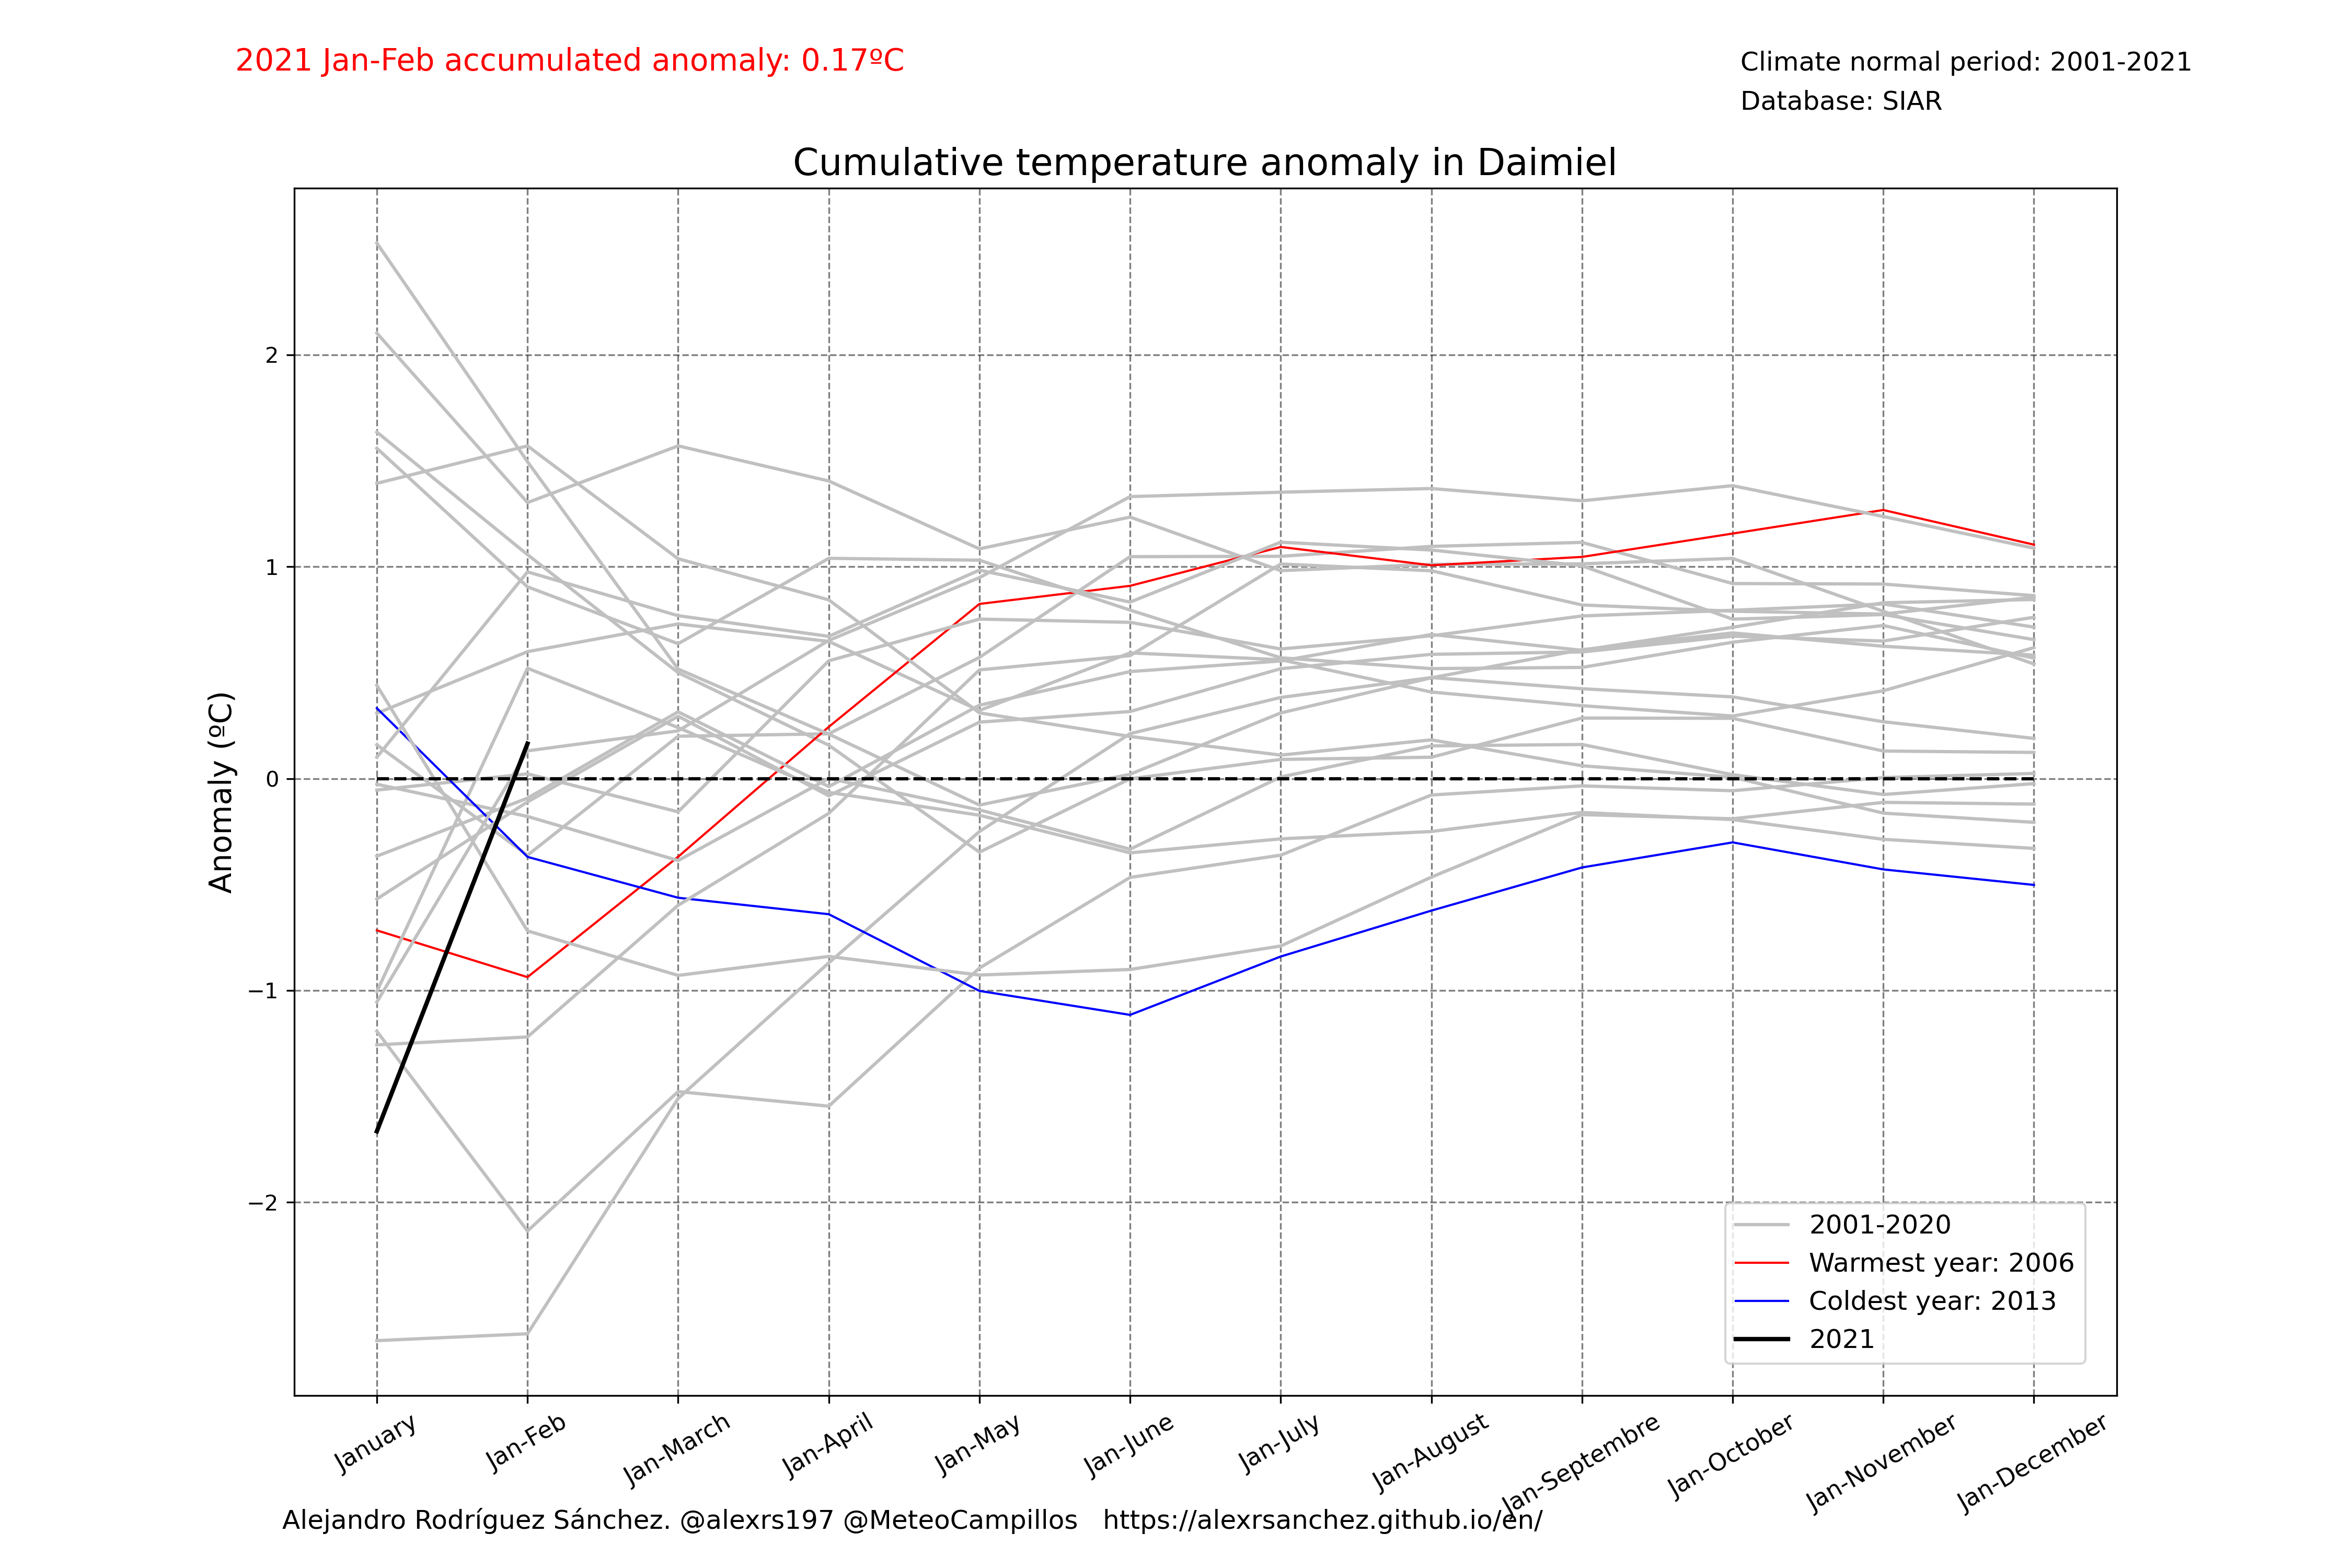 2021 Jan-Feb accumulated anomaly: 0.17ºC
Climate normal period: 2001-2021
Database: SIAR
Cumulative temperature anomaly in Daimiel
Anomaly (ºC)
2
1
0
−1
−2
2001-2020
Warmest year: 2006
Coldest year: 2013
2021
January
Jan-Feb
Jan-March
Jan-April
Jan-May
Jan-June
Jan-July
Jan-August
Jan-Septembre
Jan-October
Jan-November
Jan-December
Alejandro Rodríguez Sánchez. @alexrs197 @MeteoCampillos   https://alexrsanchez.github.io/en/